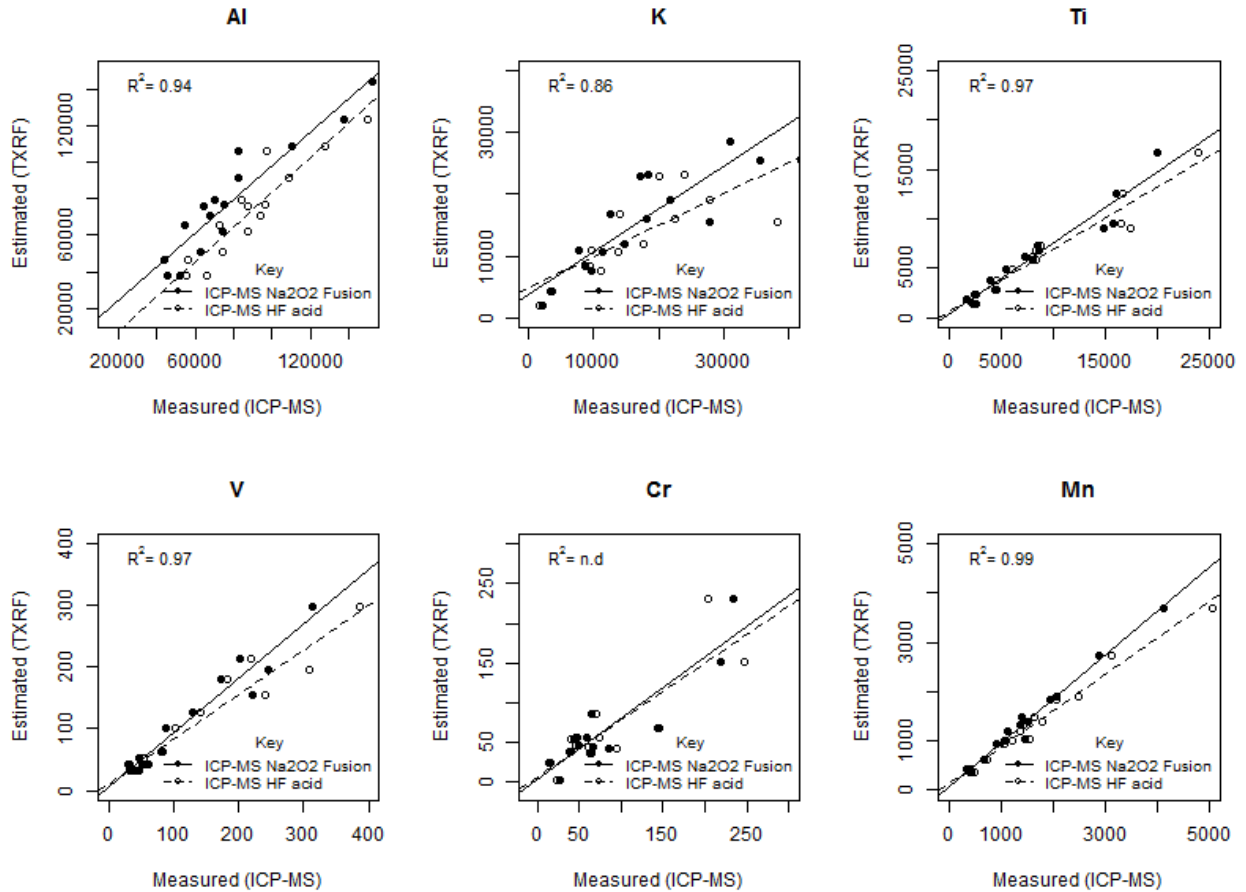 Al
R2= 0.94
Estimated (TXRF)
20000 60000 120000
Key
ICP-MS Na2O2 Fusion
ICP-MS HF acid
20000 60000 120000
Measured (ICP-MS)
K
R2= 0.86
Estimated (TXRF)
0 10000 30000
Key
ICP-MS Na2O2 Fusion
ICP-MS HF acid
0 10000 30000
Measured (ICP-MS)
Ti
R2= 0.97
Estimated (TXRF)
0 5000 15000 25000
Key
ICP-MS Na2O2 Fusion
ICP-MS HF acid
0 5000 15000 25000
Measured (ICP-MS)
V
R2= 0.97
Estimated (TXRF)
0 100 200 300 400
Key
ICP-MS Na2O2 Fusion
ICP-MS HF acid
0 100 200 300 400
Measured (ICP-MS)
Cr
R2= n.d
Estimated (TXRF)
0 50 150 250
Key
ICP-MS Na2O2 Fusion
ICP-MS HF acid
0 50 150 250
Measured (ICP-MS)
Mn
R2= 0.99
Estimated (TXRF)
0 1000 3000 5000
Key
ICP-MS Na2O2 Fusion
ICP-MS HF acid
0 1000 3000 5000
Measured (ICP-MS)